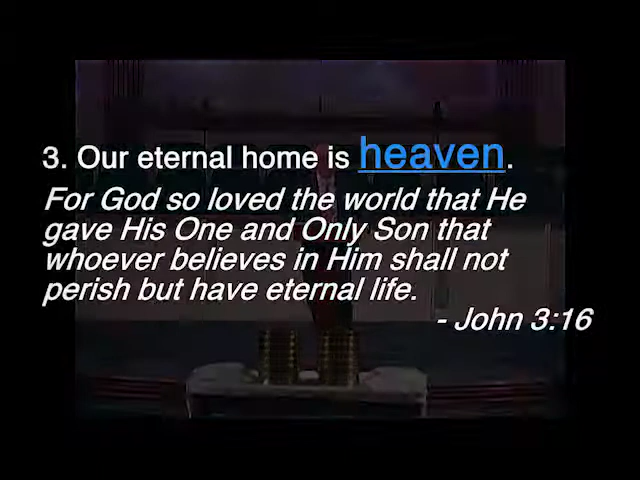 3. Our eternal home is heaven.
For God so loved the world that He
gave His One and Only Son that
whoever believes in Him shall not
perish but have eternal life.
- John 3:16